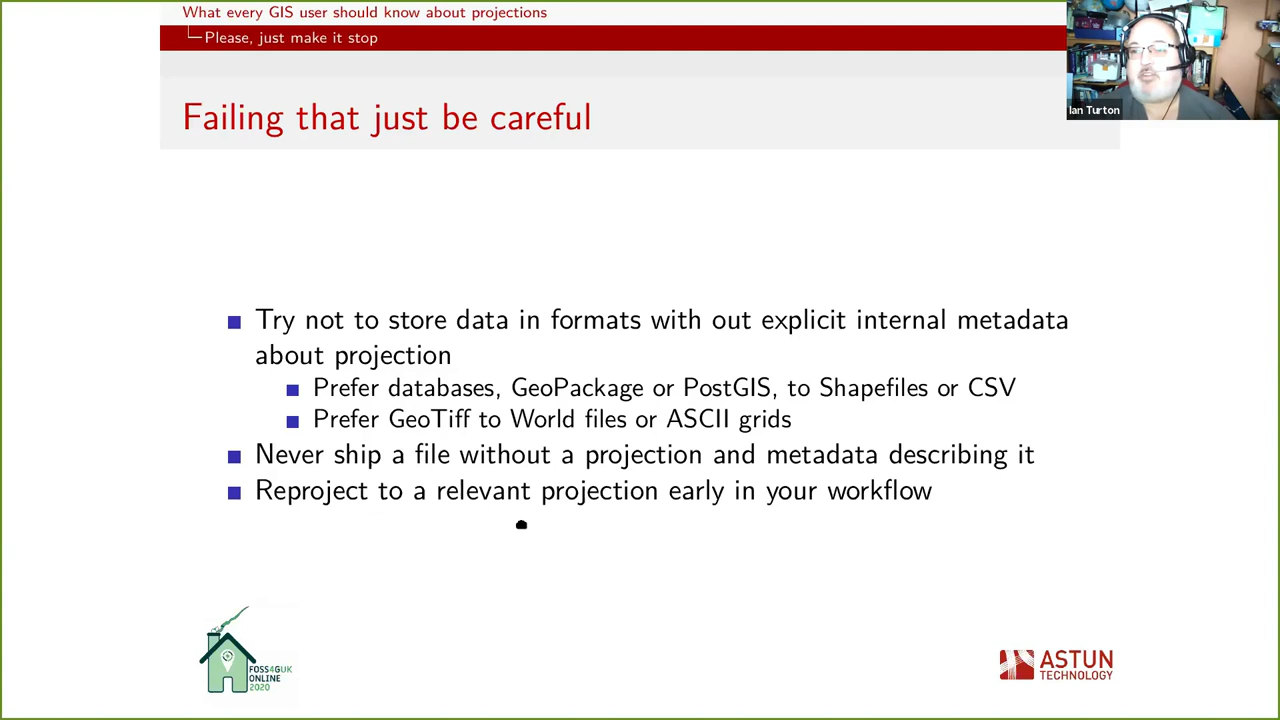 What every GIS user should know about projections
Please, just make it stop
Ian Turton
Failing that just be careful
Try not to store data in formats with out explicit internal metadata
about projection
Prefer databases, GeoPackage or PostGIS, to Shapefiles or CSV
Prefer GeoTiff to World files or ASCII grids
Never ship a file without a projection and metadata describing it
Reproject to a relevant projection early in your workflow
FOSS4GUK
ONLINE
2020
ASTUN
TECHNOLOGY